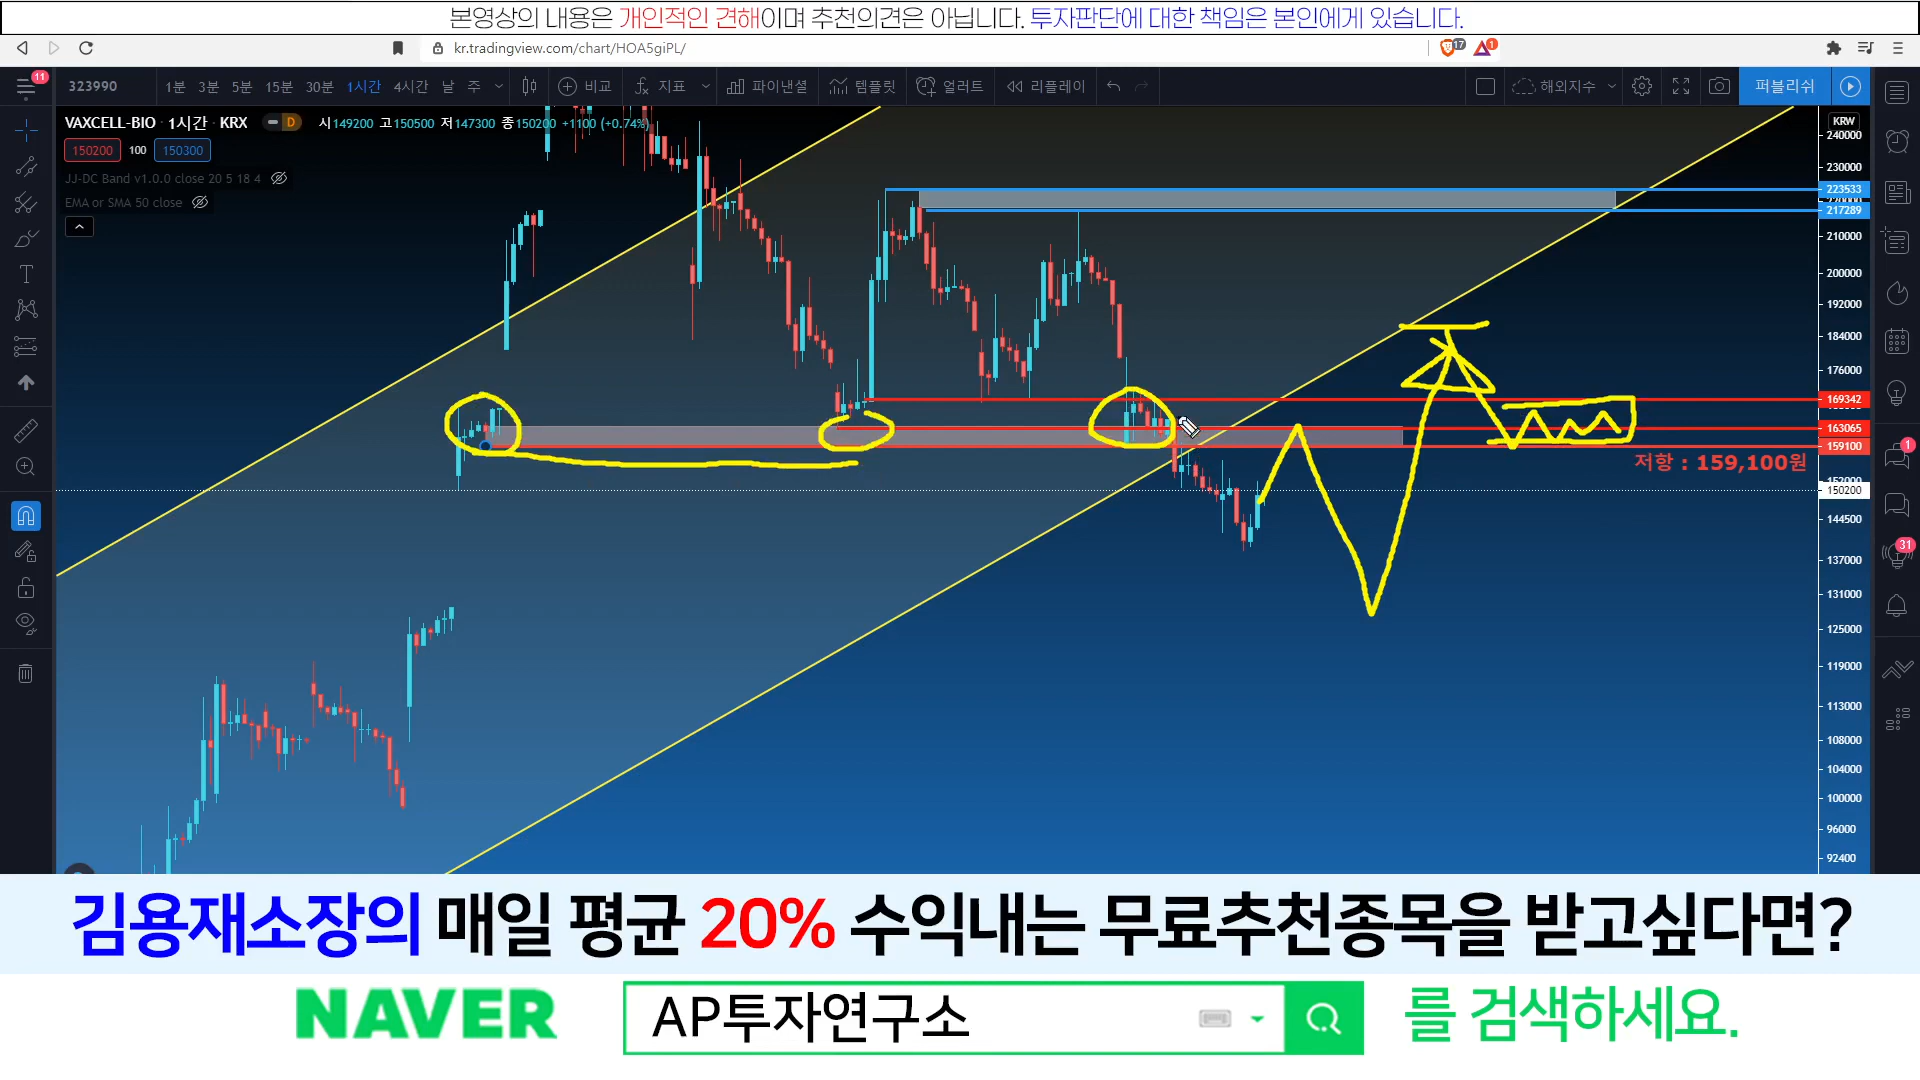 본영상의 내용은 개인적인 견해이며 추천의견은 아닙니다. 투자판단에 대한 책임은 본인에게 있습니다.
kr.tradingview.com/chart/HOA5giPL/
17
1
11
323990 1분 3분 5분 15분 30분 1시간 4시간 날 주 비교 지표 파이낸셜 템플릿 얼러트 리플레이 해외지수 퍼블리쉬
VAXCELL-BIO · 1시간 · KRX D 시149200 고150500 저147300 종150200 +1100 (+0.74%)
150200 100 150300
JJ-DC Band v1.0.0 close 20 5 18 4
EMA or SMA 50 close
KRW
240000
230000
223533
217289
210000
200000
192000
184000
176000
169342
163065
159100
저항 : 159,100원
150200
144500
137000
131000
125000
119000
113000
108000
104000
100000
96000
92400
1
31
김용재소장의 매일 평균 20% 수익내는 무료추천종목을 받고싶다면?
NAVER AP투자연구소 를 검색하세요.